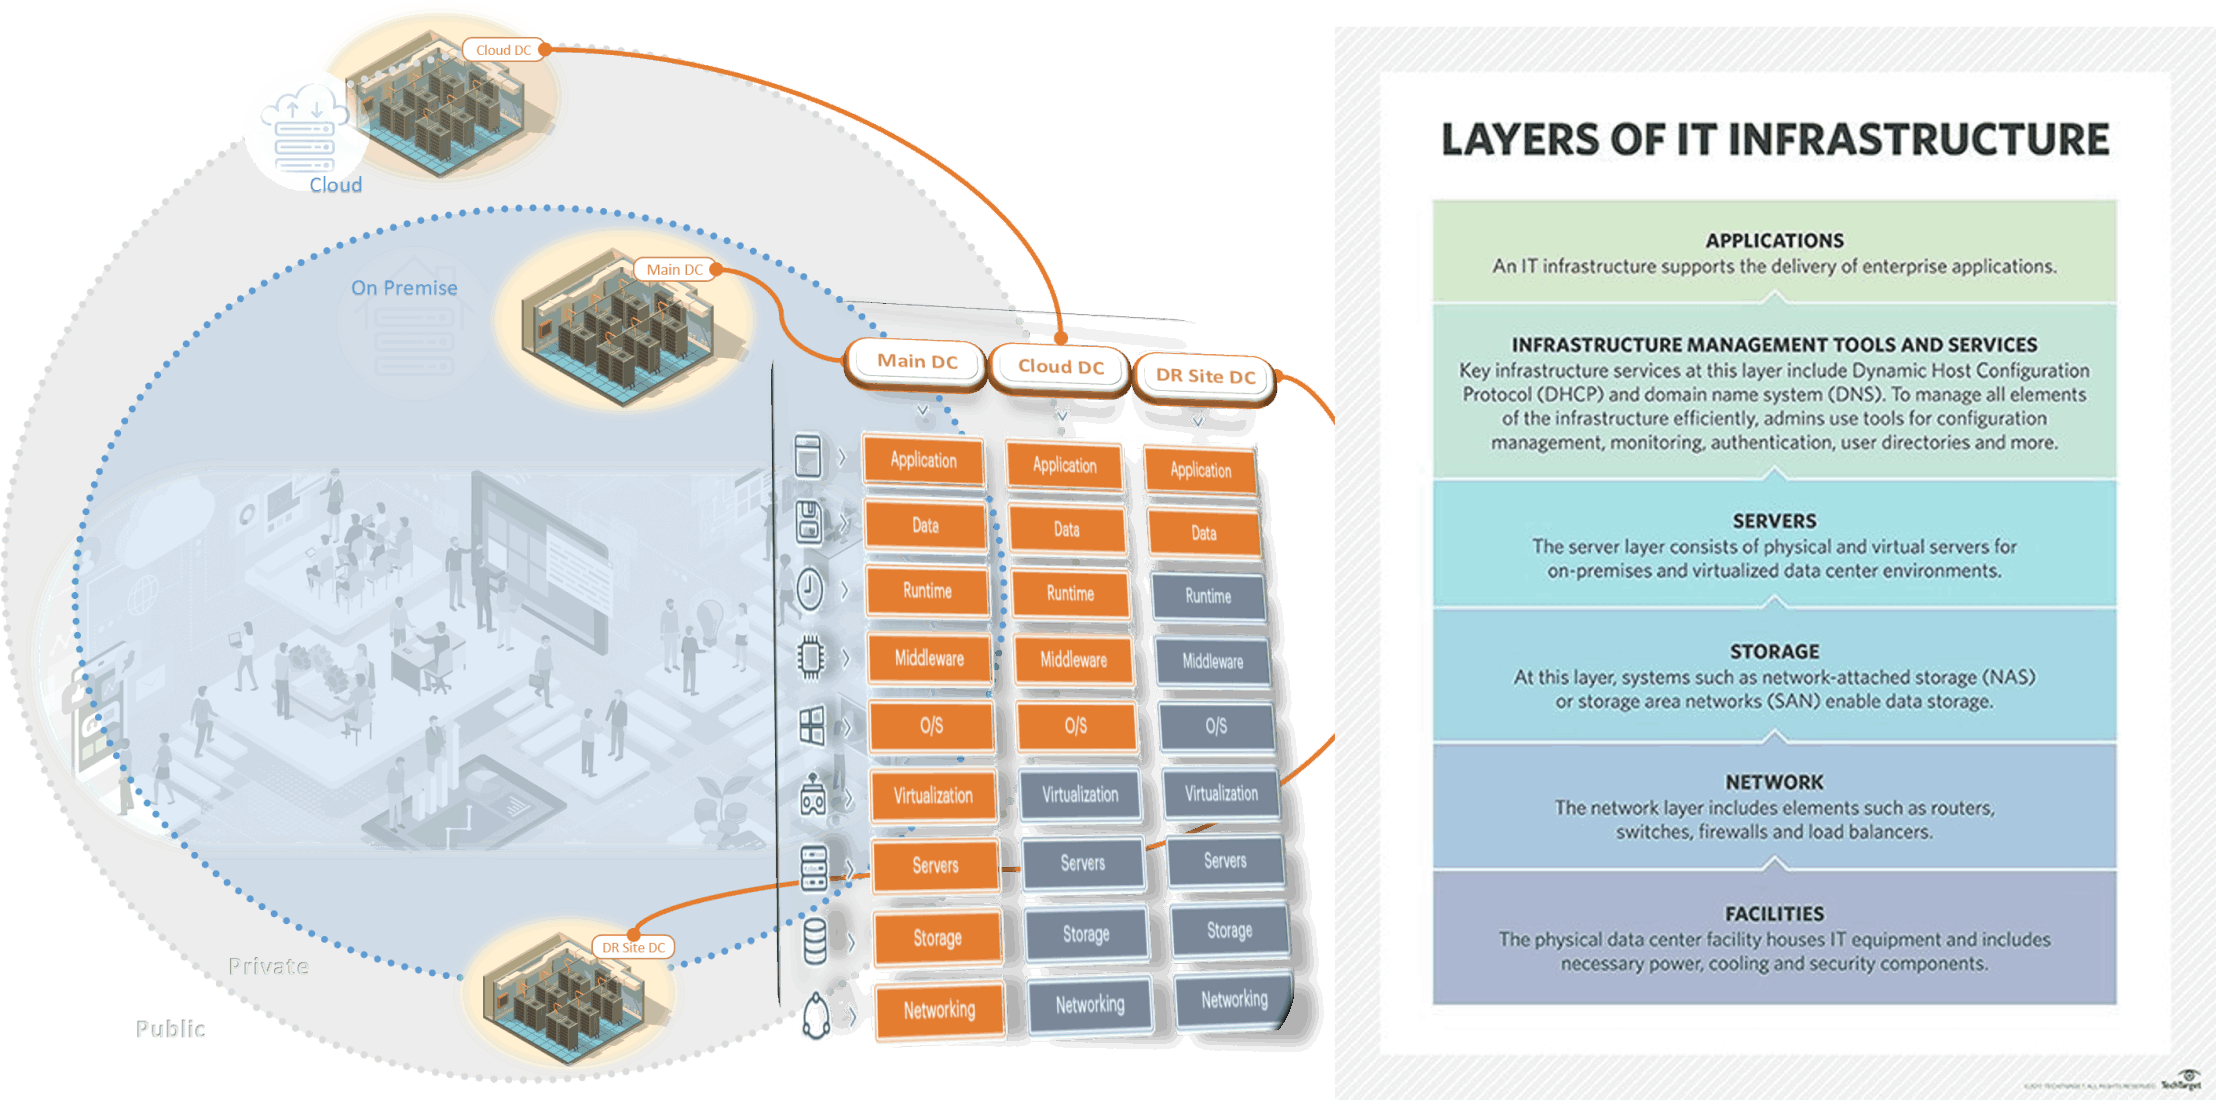 Cloud DC
Cloud
Main DC
On Premise
Private
Public
DR Site DC
Main DC
Cloud DC
DR Site DC
Application
Application
Application
Data
Data
Data
Runtime
Runtime
Runtime
Middleware
Middleware
Middleware
O/S
O/S
O/S
Virtualization
Virtualization
Virtualization
Servers
Servers
Servers
Storage
Storage
Storage
Networking
Networking
Networking
LAYERS OF IT INFRASTRUCTURE
APPLICATIONS
An IT infrastructure supports the delivery of enterprise applications.
INFRASTRUCTURE MANAGEMENT TOOLS AND SERVICES
Key infrastructure services at this layer include Dynamic Host Configuration
Protocol (DHCP) and domain name system (DNS). To manage all elements
of the infrastructure efficiently, admins use tools for configuration
management, monitoring, authentication, user directories and more.
SERVERS
The server layer consists of physical and virtual servers for
on-premises and virtualized data center environments.
STORAGE
At this layer, systems such as network-attached storage (NAS)
or storage area networks (SAN) enable data storage.
NETWORK
The network layer includes elements such as routers,
switches, firewalls and load balancers.
FACILITIES
The physical data center facility houses IT equipment and includes
necessary power, cooling and security components.
TECHTARGET. ALL RIGHTS RESERVED TechTarget